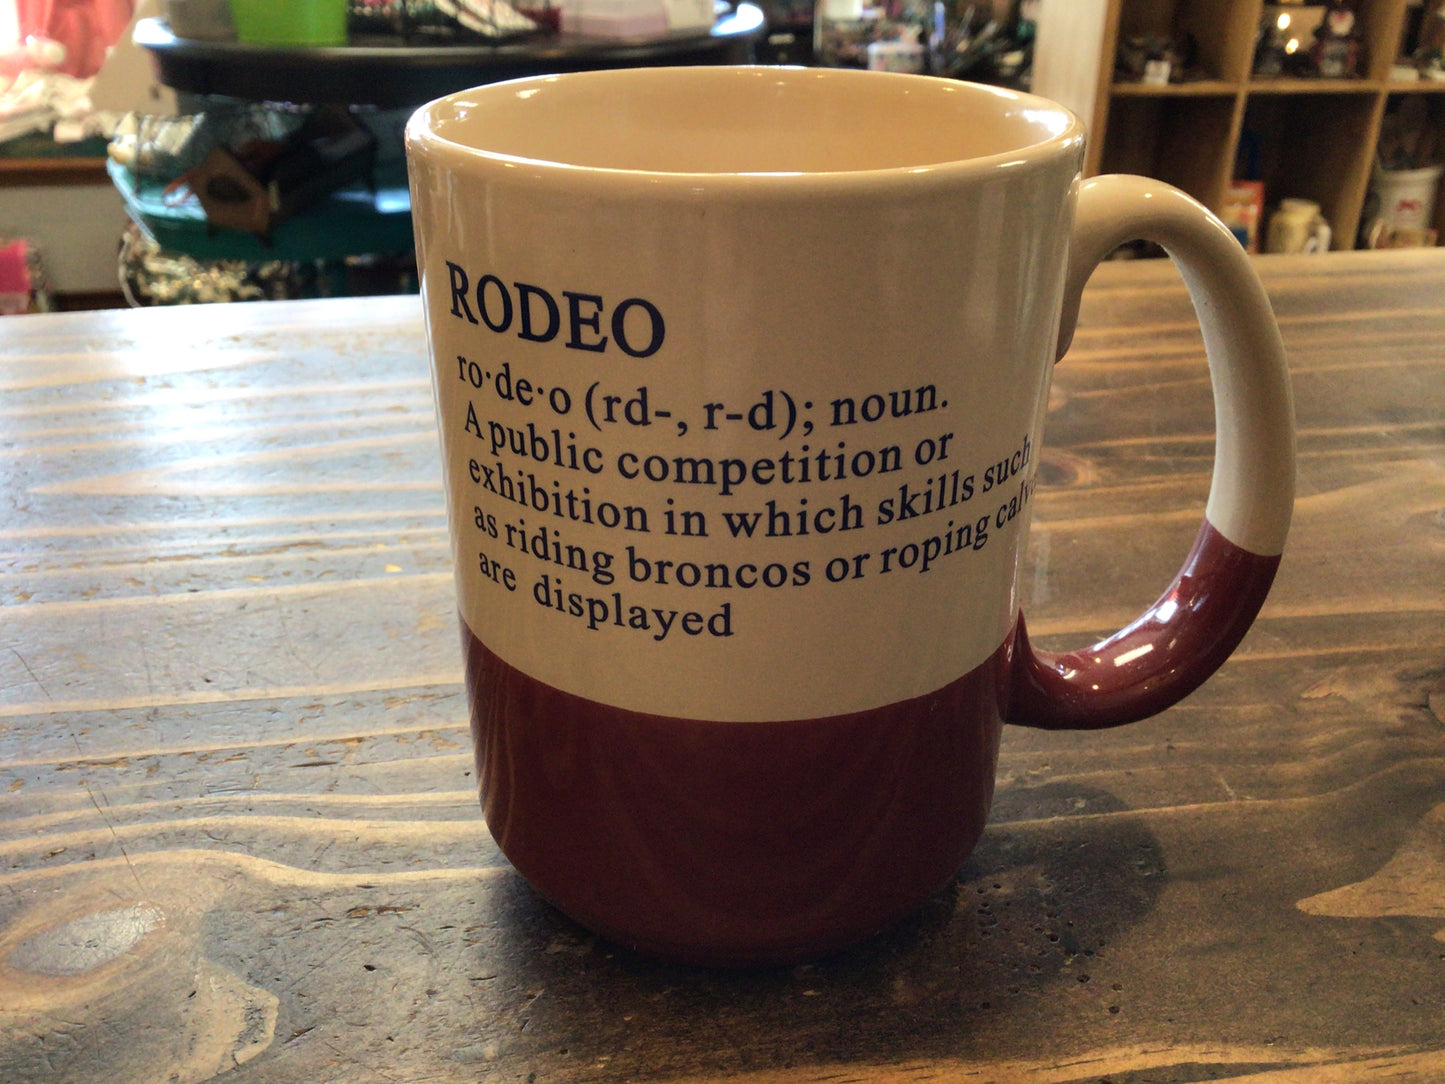 RODEO
ro·de·o (rd-, r-d); noun.
A public competition or
exhibition in which skills such
as riding broncos or roping
are displayed